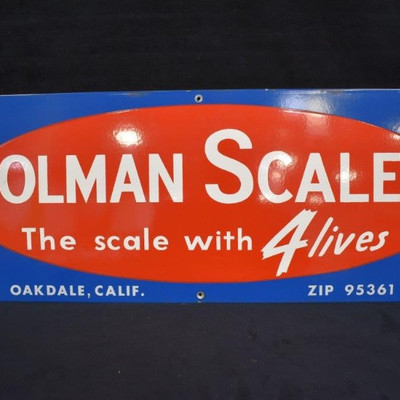 OLMAN SCALE
The scale with 4 lives
OAKDALE, CALIF. ZIP 95361